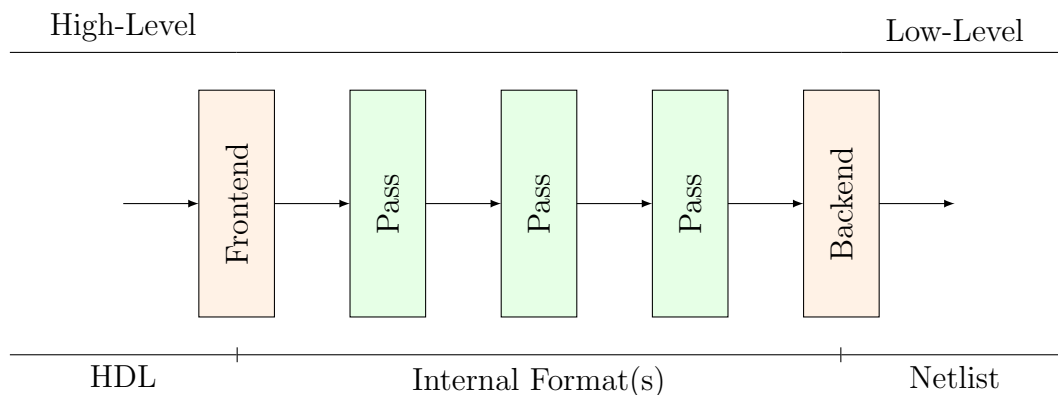 High-Level
Low-Level
Frontend
Pass
Pass
Pass
Backend
HDL
Internal Format(s)
Netlist